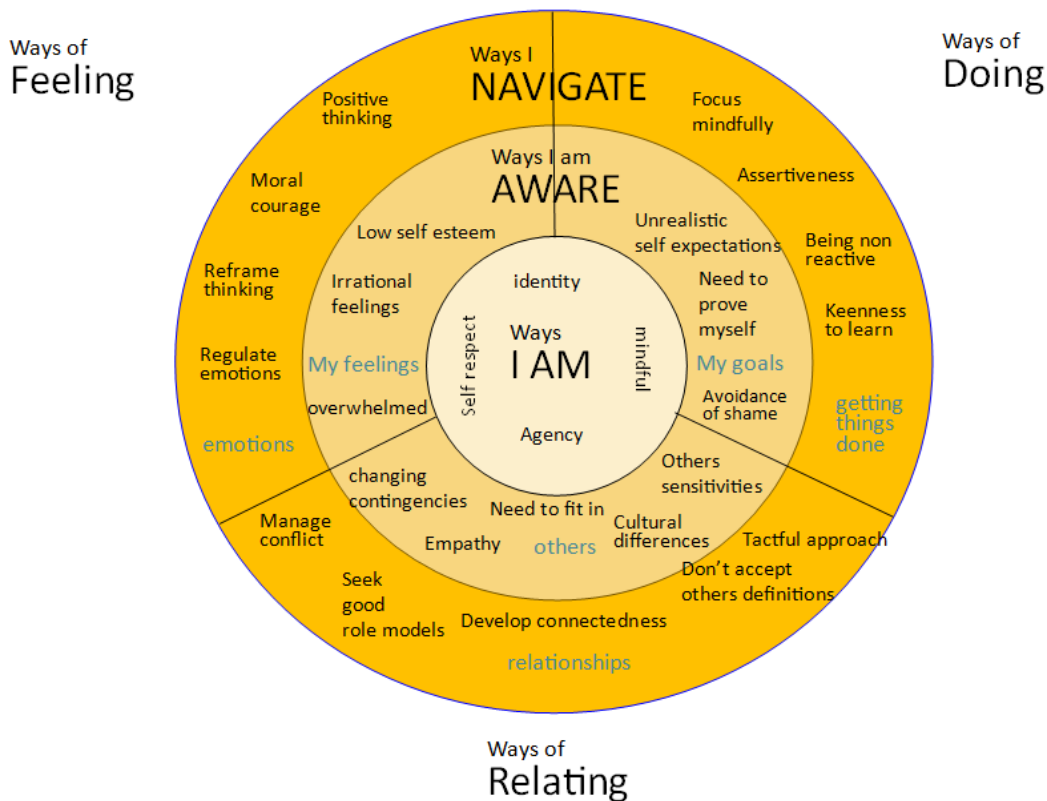 Ways of
Feeling
Ways of
Doing
Ways I
NAVIGATE
Positive
thinking
Focus
mindfully
Moral
courage
Assertiveness
Reframe
thinking
Being non
reactive
Keenness
to learn
Regulate
emotions
emotions
getting
things
done
Ways I am
AWARE
Low self esteem
Unrealistic
self expectations
Irrational
feelings
Need to
prove
myself
My feelings
My goals
overwhelmed
Avoidance
of shame
identity
Self respect
Ways
I AM
mindful
Agency
changing
contingencies
Others
sensitivities
Need to fit in
Empathy
others
Cultural
differences
Manage
conflict
Tactful approach
Seek
good
role models
Don't accept
others definitions
Develop connectedness
relationships
Ways of
Relating